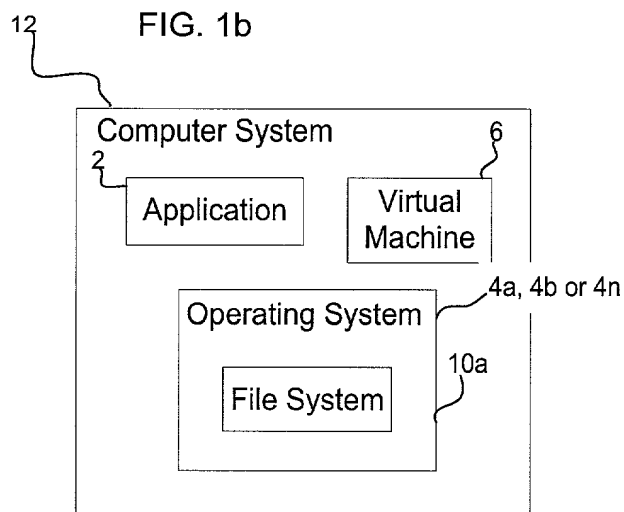 12
FIG. 1b
Computer System
2
6
Application
Virtual
Machine
4a, 4b or 4n
Operating System
10a
File System